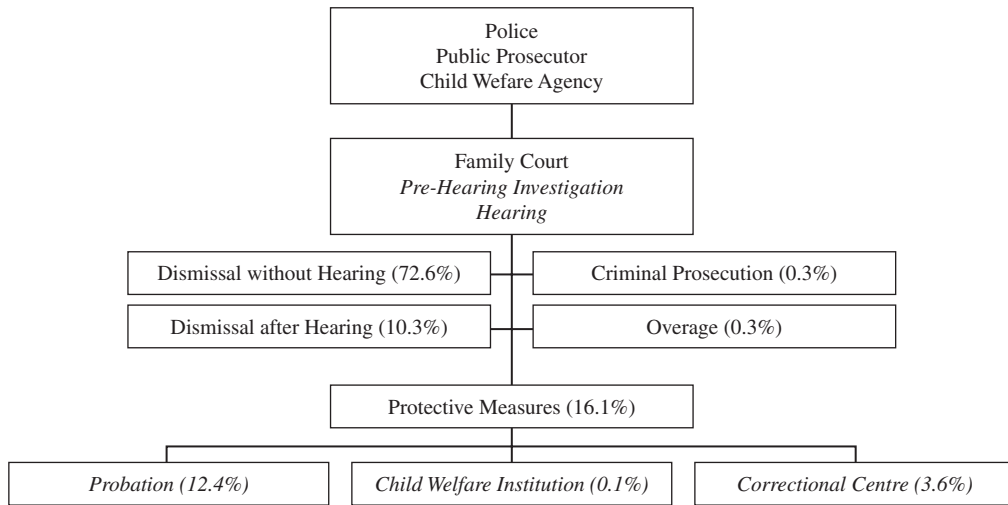 Police
Public Prosecutor
Child Wefare Agency
Family Court
Pre-Hearing Investigation
Hearing
Dismissal without Hearing (72.6%)
Criminal Prosecution (0.3%)
Dismissal after Hearing (10.3%)
Overage (0.3%)
Protective Measures (16.1%)
Probation (12.4%)
Child Welfare Institution (0.1%)
Correctional Centre (3.6%)